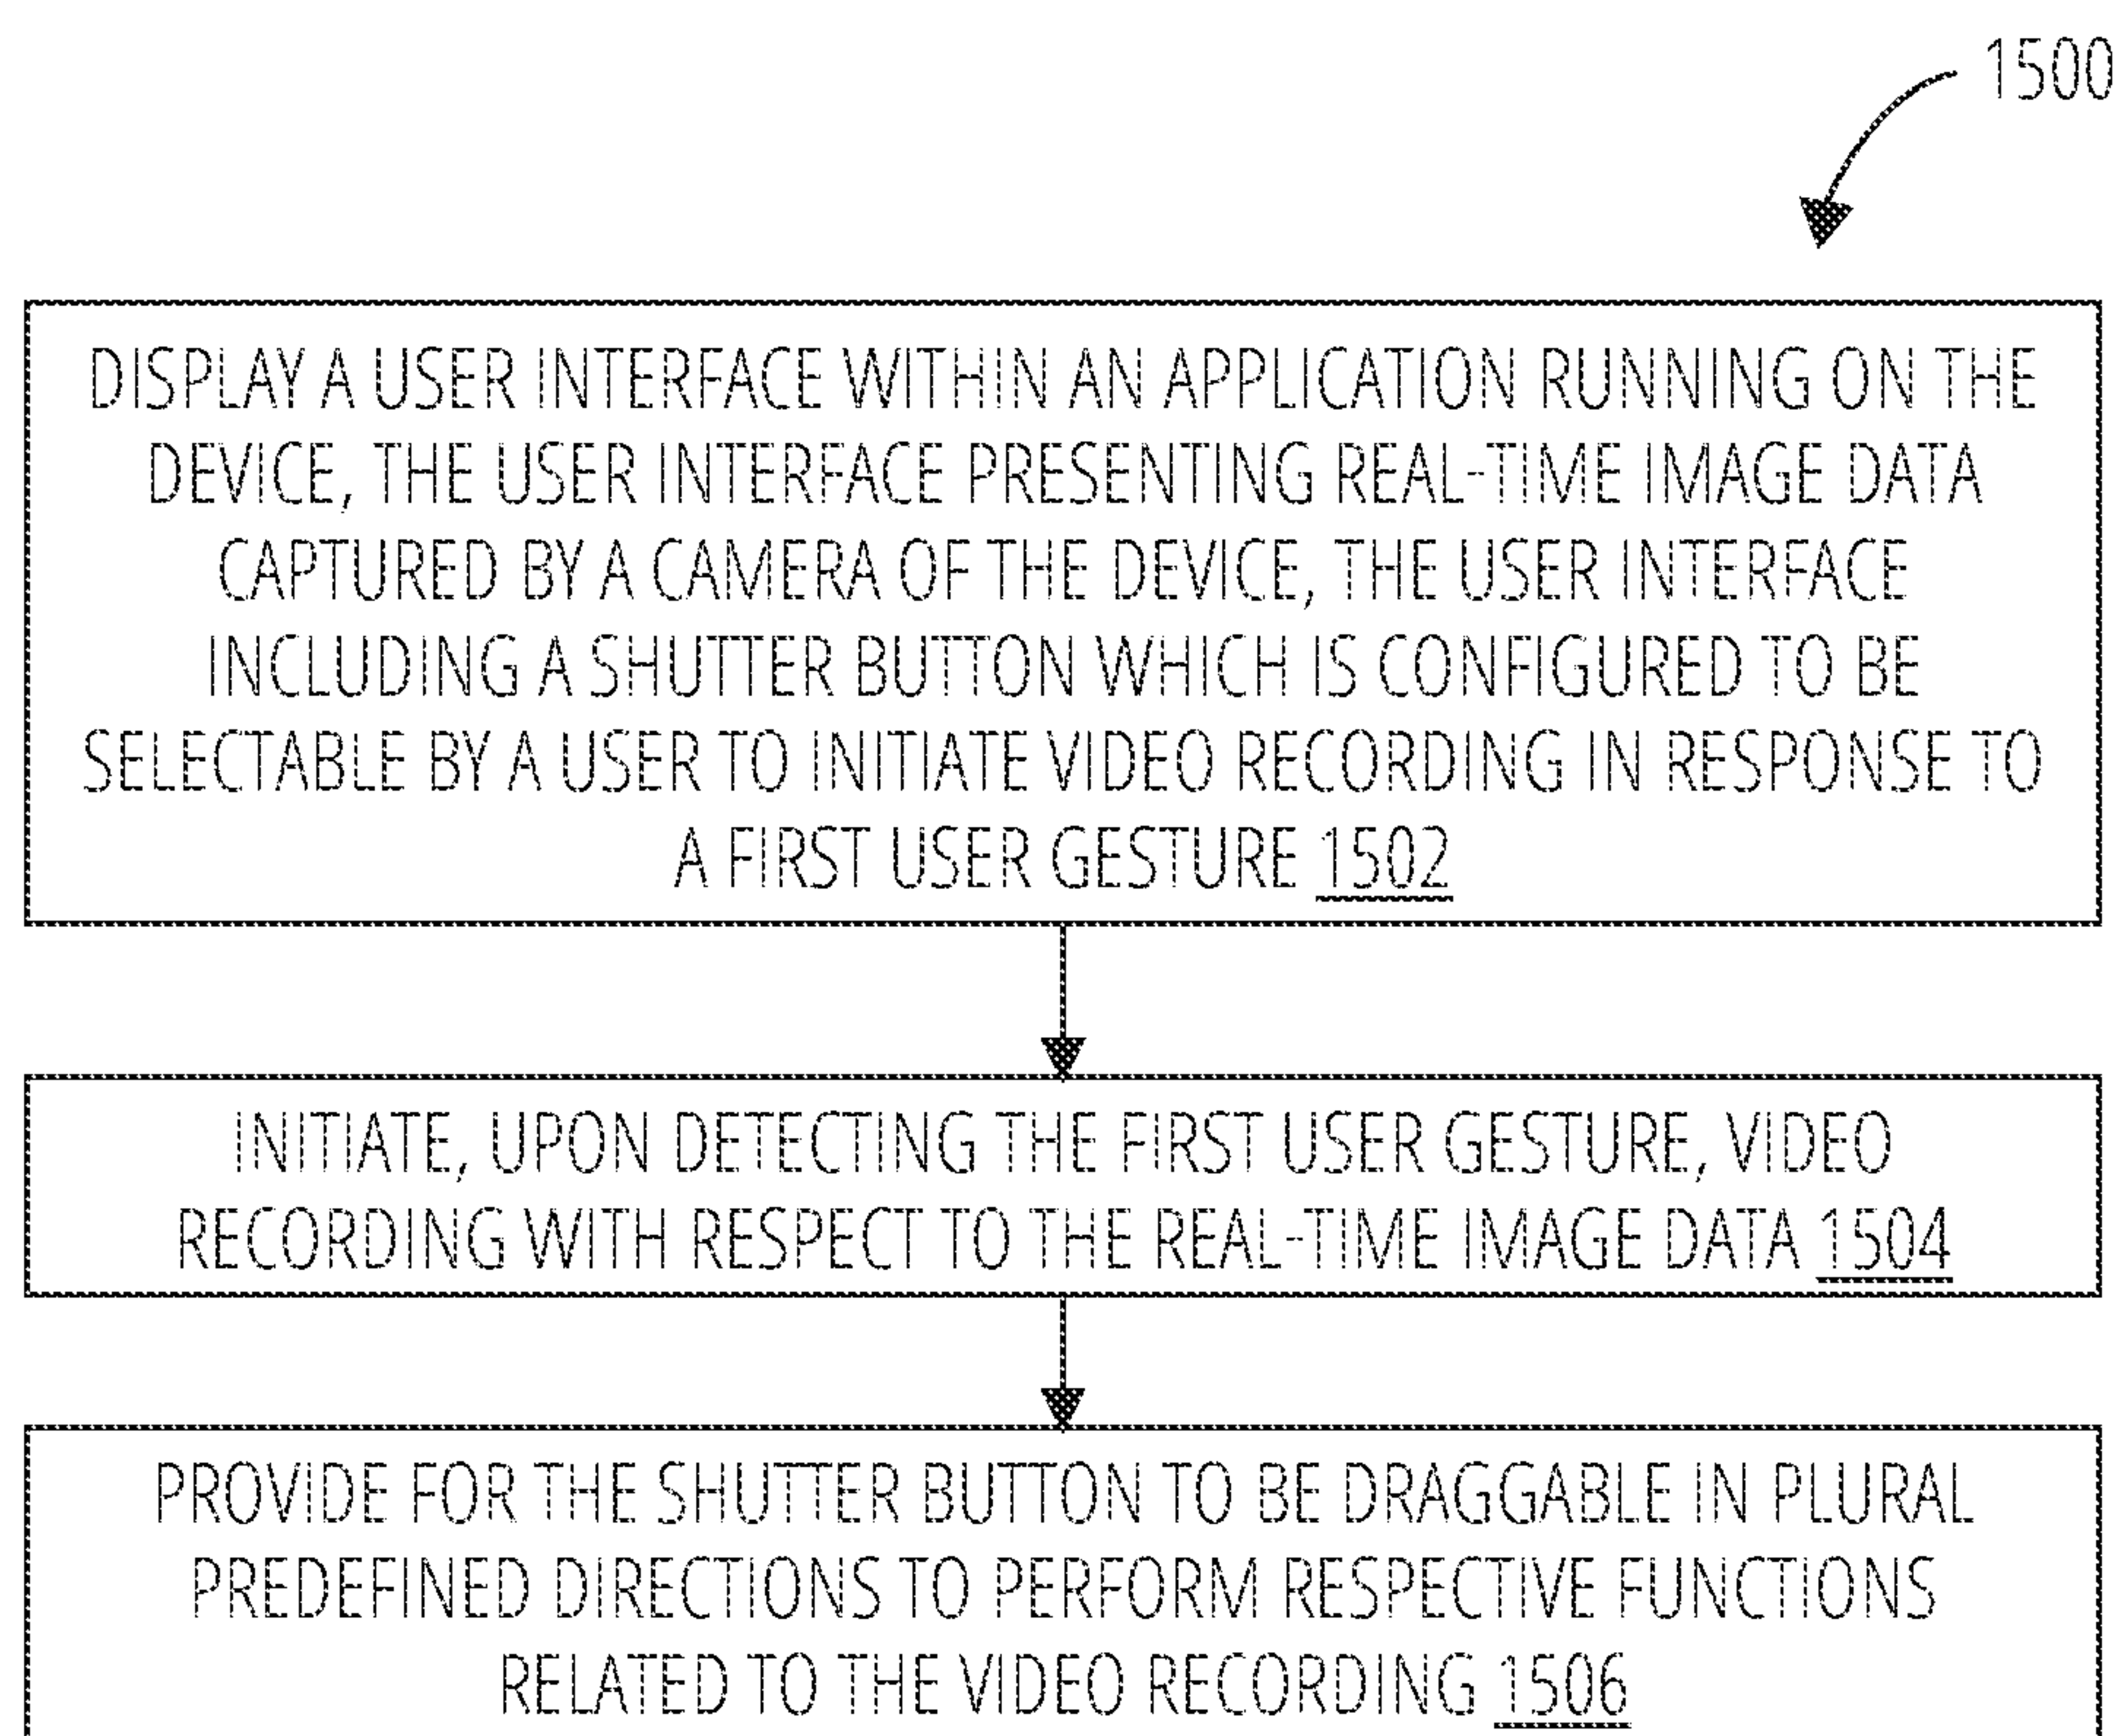 1500
DISPLAY A USER INTERFACE WITHIN AN APPLICATION RUNNING ON THE
DEVICE, THE USER INTERFACE PRESENTING REAL-TIME IMAGE DATA
CAPTURED BY A CAMERA OF THE DEVICE, THE USER INTERFACE
INCLUDING A SHUTTER BUTTON WHICH IS CONFIGURED TO BE
SELECTABLE BY A USER TO INITIATE VIDEO RECORDING IN RESPONSE TO
A FIRST USER GESTURE 1502
INITIATE, UPON DETECTING THE FIRST USER GESTURE, VIDEO
RECORDING WITH RESPECT TO THE REAL-TIME IMAGE DATA 1504
PROVIDE FOR THE SHUTTER BUTTON TO BE DRAGGABLE IN PLURAL
PREDEFINED DIRECTIONS TO PERFORM RESPECTIVE FUNCTIONS
RELATED TO THE VIDEO RECORDING 1506